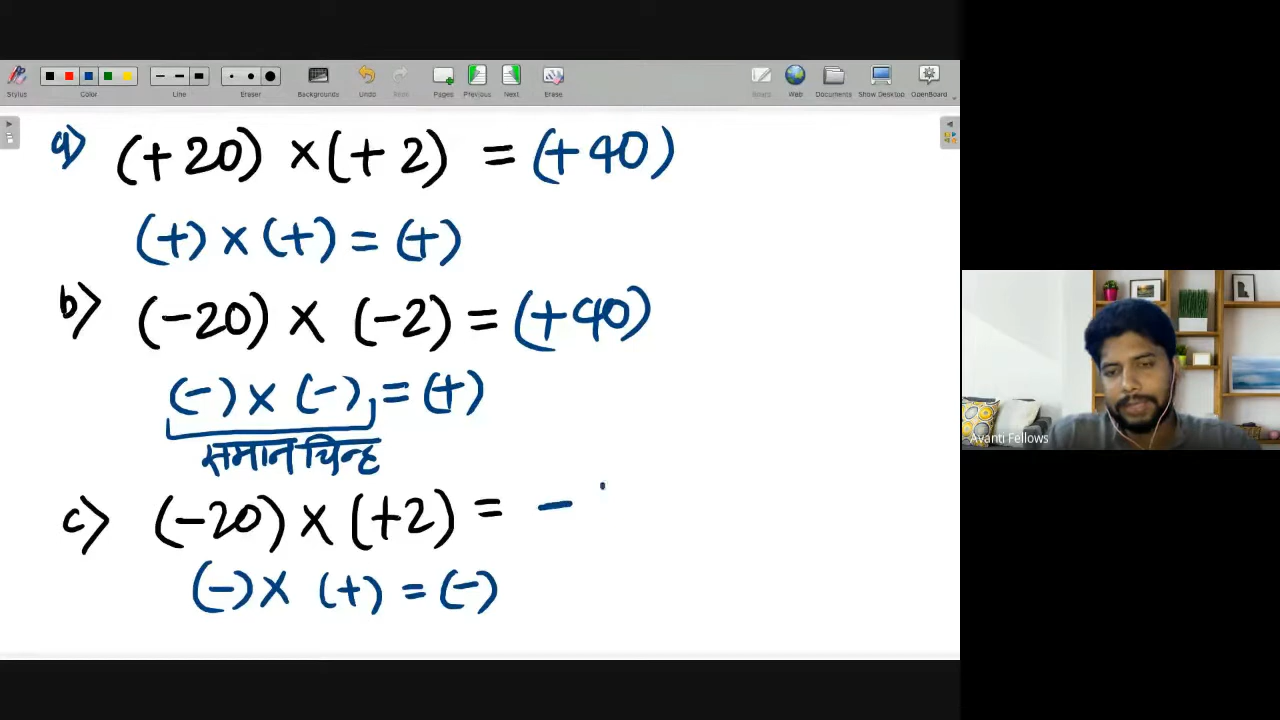 Stylus Color Line Eraser Backgrounds Undo Redo Pages Previous Next Erase Board Web Documents Show Desktop OpenBoard
a) (+20) × (+2) = (+40)
(+) × (+) = (+)
b) (-20) × (-2) = (+40)
(-) × (-) = (+)
समान चिन्ह
c) (-20) × (+2) = -
(-) × (+) = (-)
Avanti Fellows